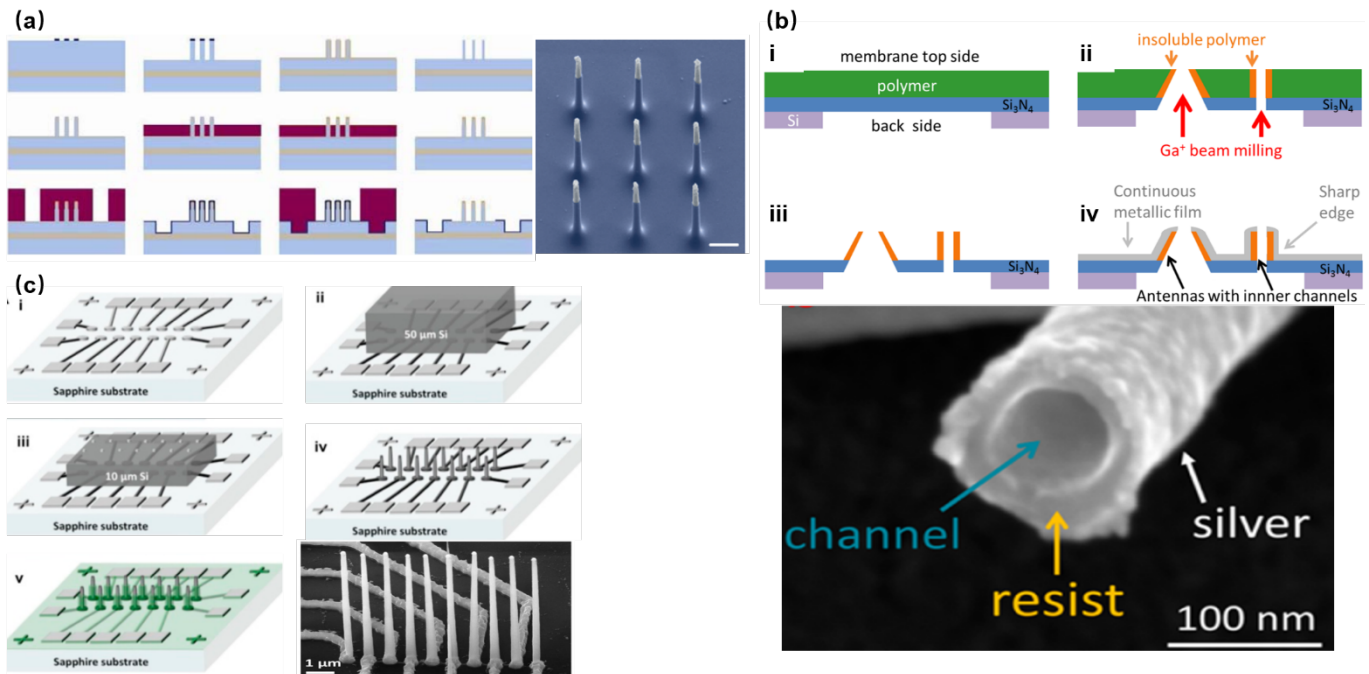 (a)
(b)
i
membrane top side
polymer
Si₃N₄
Si
back side
ii
insoluble polymer
Si₃N₄
Ga⁺ beam milling
iii
Si₃N₄
iv
Continuous
metallic film
Sharp
edge
Si₃N₄
Antennas with innner channels
channel
resist
silver
100 nm
(c)
i
Sapphire substrate
ii
50 µm Si
Sapphire substrate
iii
10 µm Si
Sapphire substrate
iv
Sapphire substrate
v
Sapphire substrate
1 µm